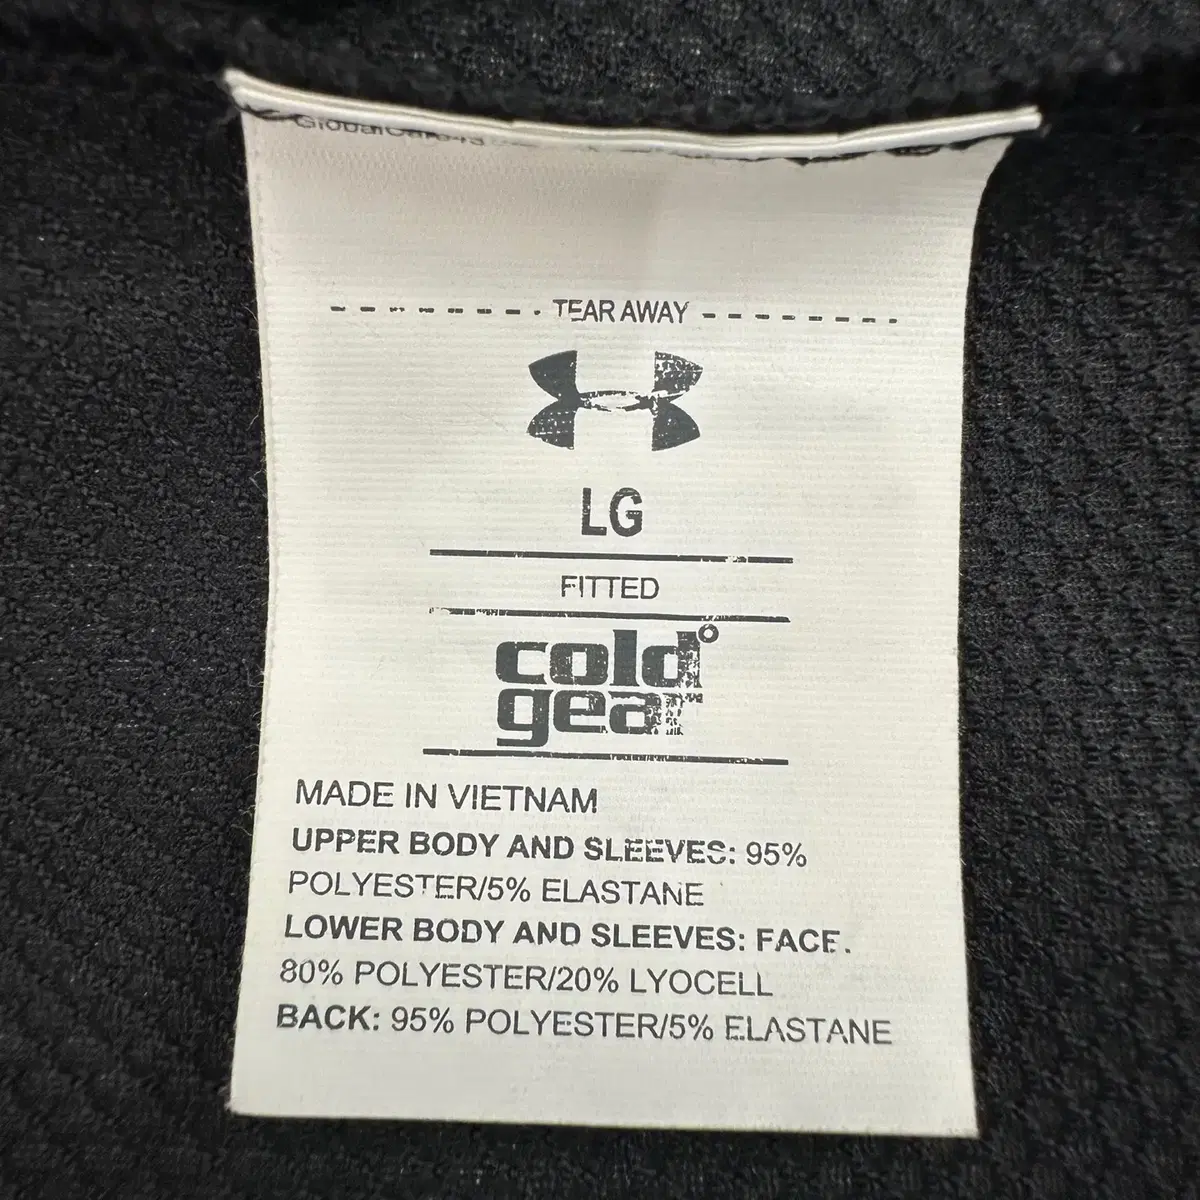 TEAR AWAY
LG
FITTED
cold°
gear
MADE IN VIETNAM
UPPER BODY AND SLEEVES: 95%
POLYESTER/5% ELASTANE
LOWER BODY AND SLEEVES: FACE.
80% POLYESTER/20% LYOCELL
BACK: 95% POLYESTER/5% ELASTANE